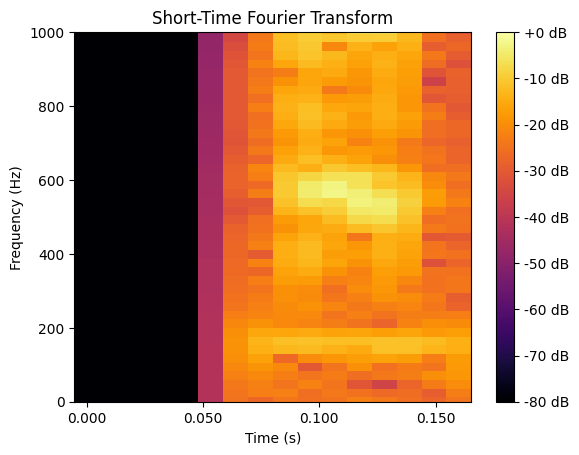 Short-Time Fourier Transform
Frequency (Hz)
1000
800
600
400
200
0
0.000
0.050
0.100
0.150
Time (s)
+0 dB
-10 dB
-20 dB
-30 dB
-40 dB
-50 dB
-60 dB
-70 dB
-80 dB